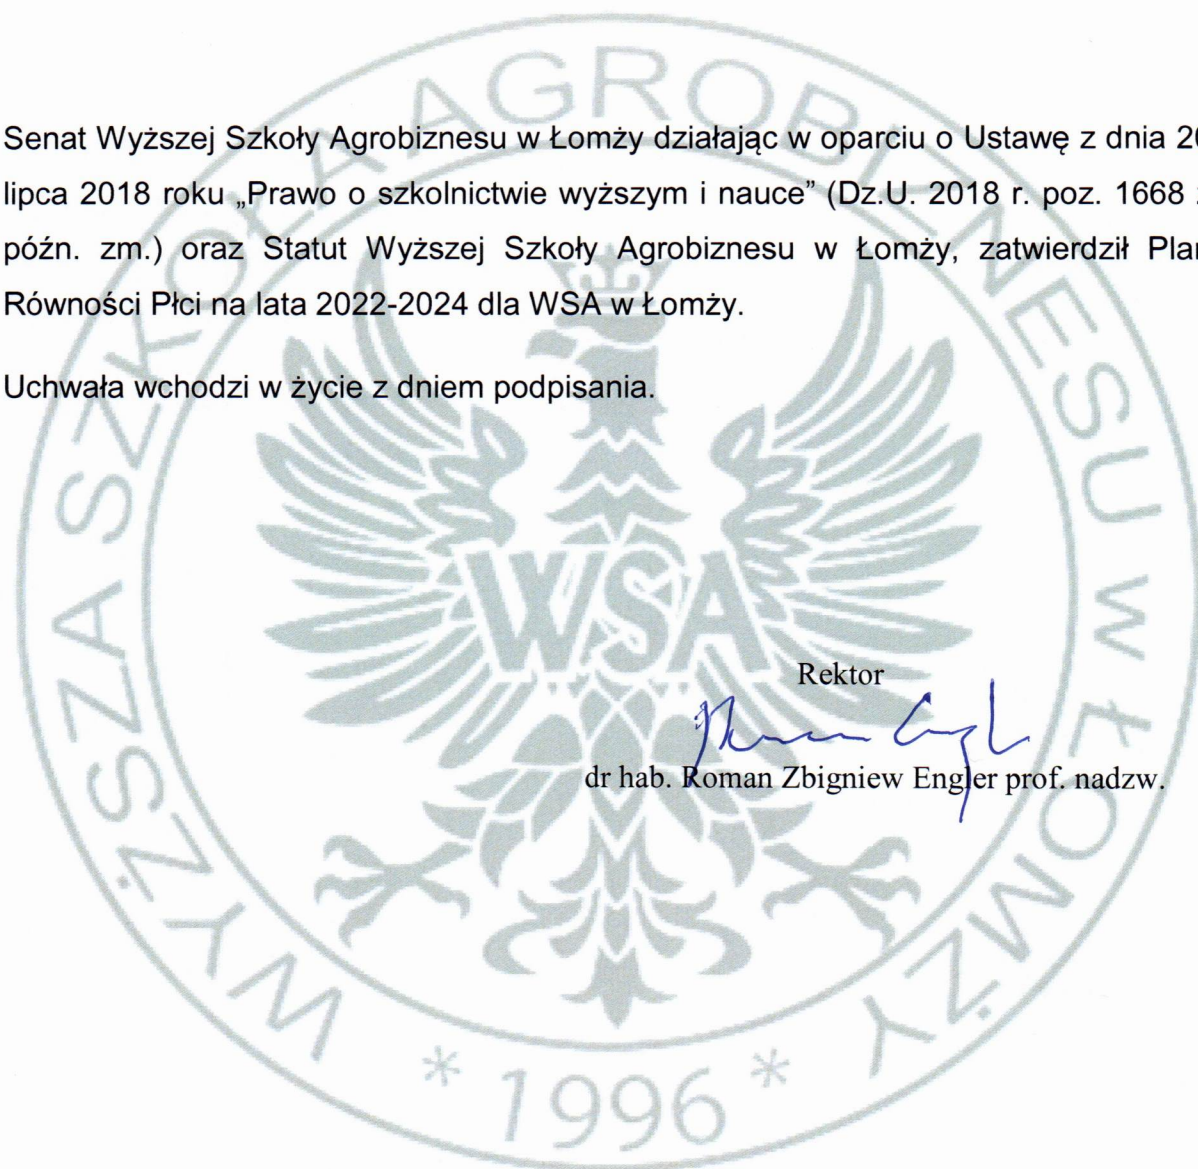 Senat Wyższej Szkoły Agrobiznesu w Łomży działając w oparciu o Ustawę z dnia 20
lipca 2018 roku „Prawo o szkolnictwie wyższym i nauce” (Dz.U. 2018 r. poz. 1668 z
późn. zm.) oraz Statut Wyższej Szkoły Agrobiznesu w Łomży, zatwierdził Plan
Równości Płci na lata 2022-2024 dla WSA w Łomży.
Uchwała wchodzi w życie z dniem podpisania.
WYŻSZA SZKOŁA AGROBIZNESU W ŁOMŻY
WSA
Rektor
dr hab. Roman Zbigniew Engler prof. nadzw.
* 1996 *